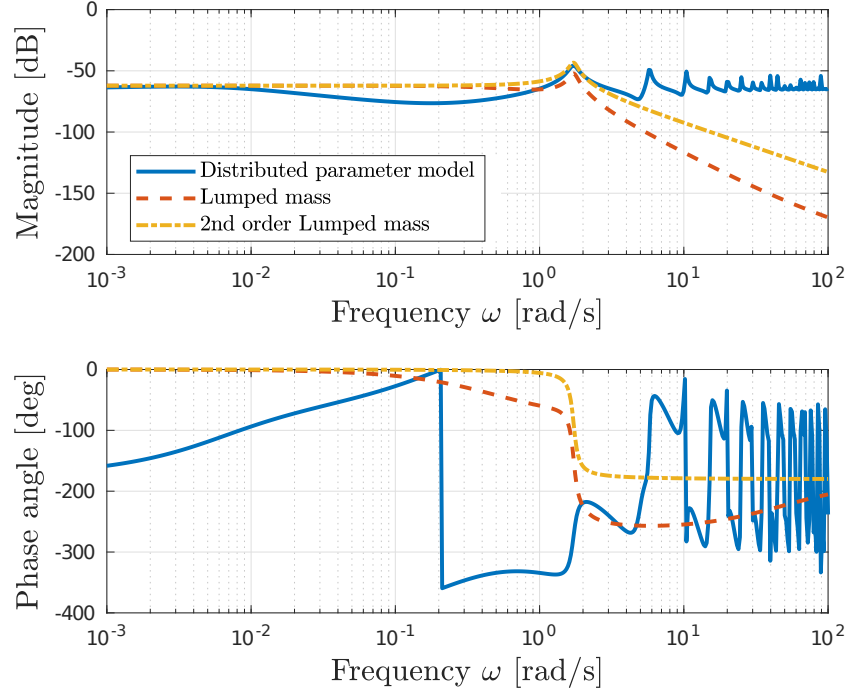 0
-50
-100
-150
-200
Magnitude [dB]
Distributed parameter model
Lumped mass
2nd order Lumped mass
10^-3 10^-2 10^-1 10^0 10^1 10^2
Frequency ω [rad/s]
0
-100
-200
-300
-400
Phase angle [deg]
10^-3 10^-2 10^-1 10^0 10^1 10^2
Frequency ω [rad/s]